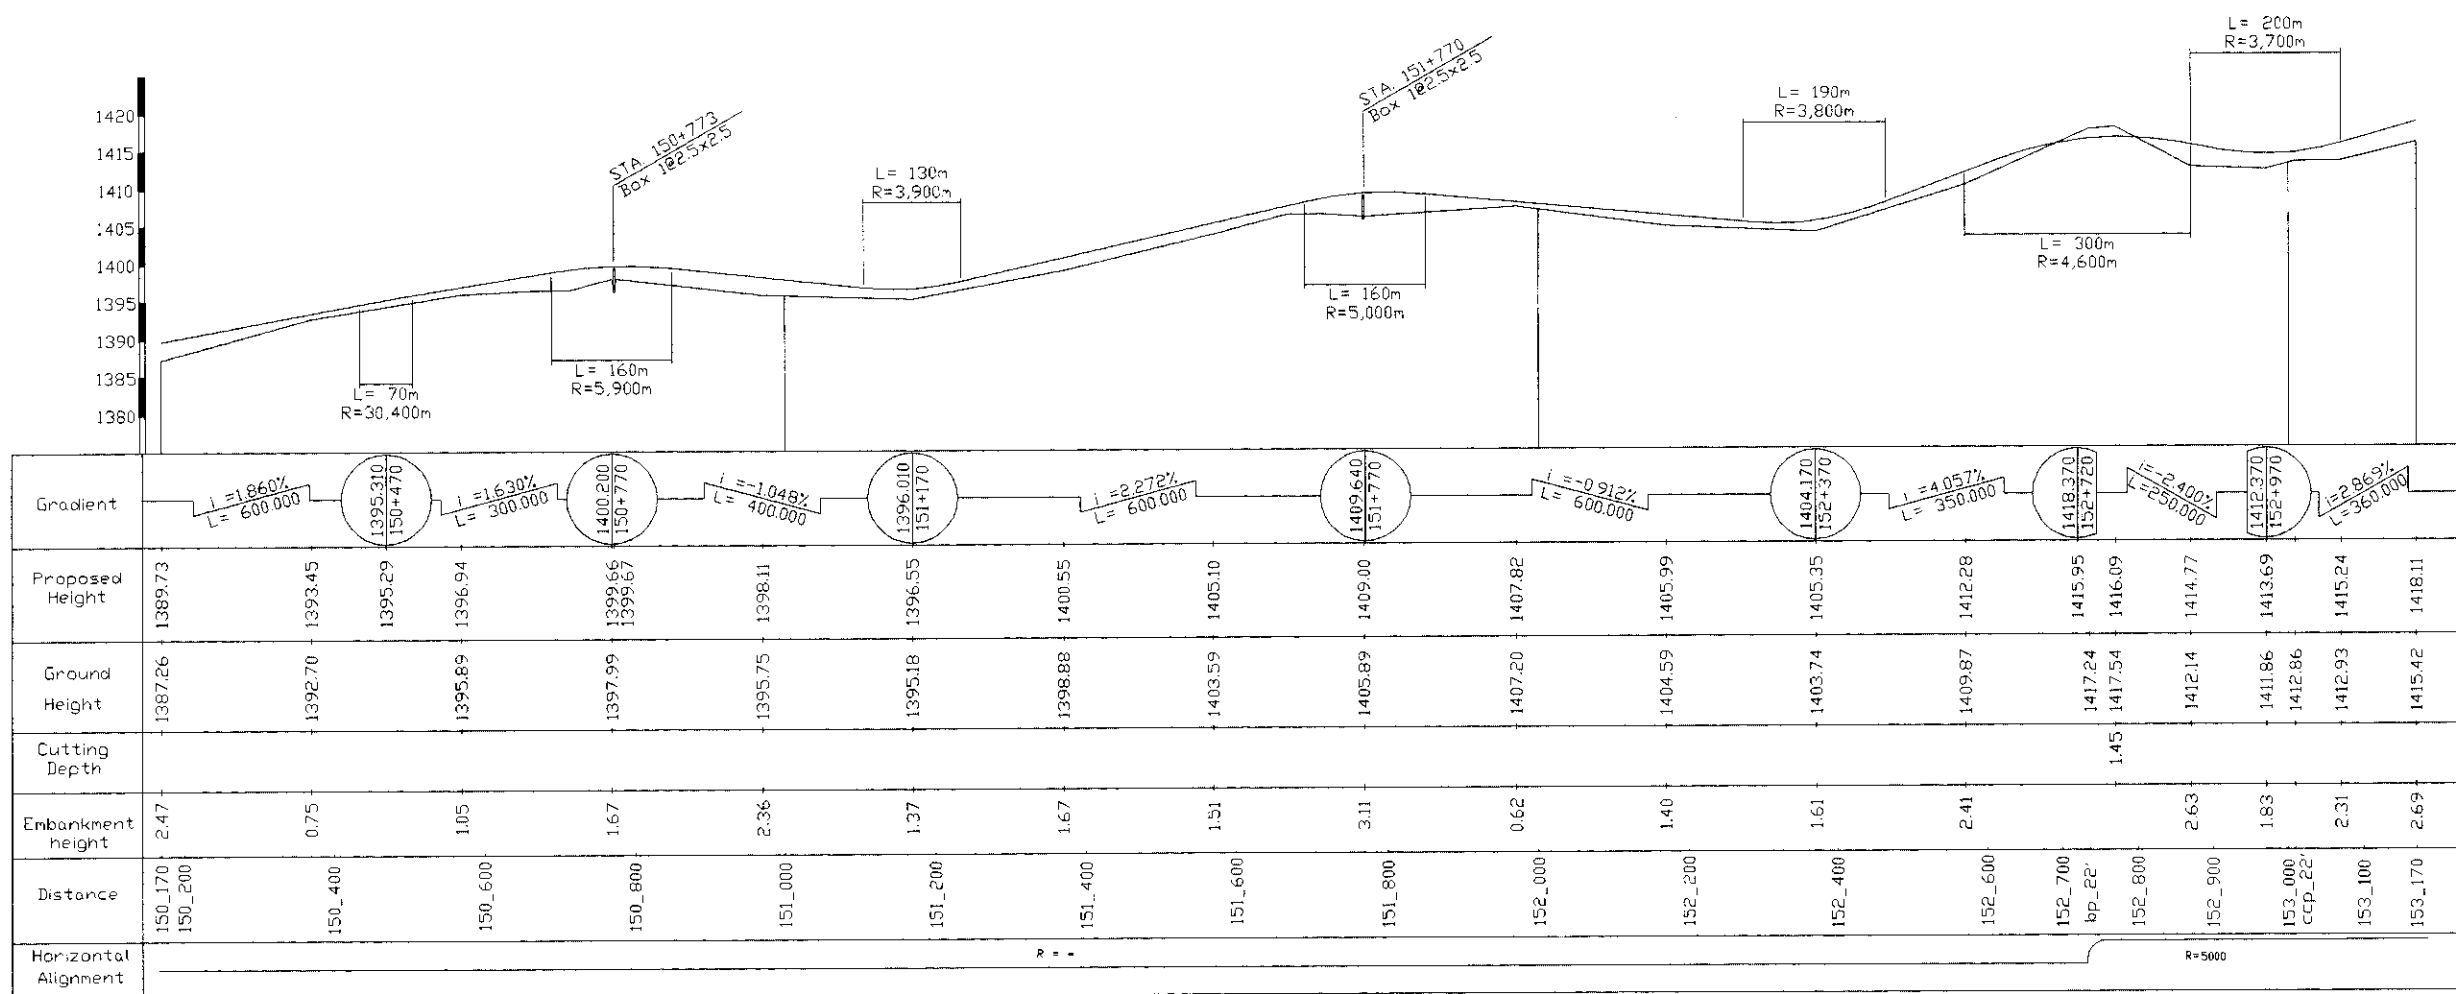 L= 200m
R=3,700m
STA. 151+770
Box 1@2.5x2.5
L= 190m
R=3,800m
STA. 150+773
Box 1@2.5x2.5
L= 130m
R=3,900m
1420
1415
1410
1405
1400
1395
1390
1385
1380
L= 300m
R=4,600m
L= 160m
R=5,000m
L= 160m
R=5,900m
L= 70m
R=30,400m
Gradient
i =1.860%
L= 600.000
1395.310
150+470
i =1.630%
L= 300.000
1400.200
150+770
i =-1.048%
L= 400.000
1396.010
151+170
i =2.272%
L= 600.000
1409.640
151+770
i =-0.912%
L= 600.000
1404.170
152+370
i =4.057%
L= 350.000
1418.370
152+720
i=-2.400%
L=250.000
1412.370
152+970
i=2.869%
L=360.000
Proposed
Height
1389.73
1393.45
1395.29
1396.94
1399.66
1399.67
1398.11
1396.55
1400.55
1405.10
1409.00
1407.82
1405.99
1405.35
1412.28
1415.95
1416.09
1414.77
1413.69
1415.24
1418.11
Ground
Height
1387.26
1392.70
1395.89
1397.99
1395.75
1395.18
1398.88
1403.59
1405.89
1407.20
1404.59
1403.74
1409.87
1417.24
1417.54
1412.14
1411.86
1412.86
1412.93
1415.42
Cutting
Depth
1.45
Embankment
height
2.47
0.75
1.05
1.67
2.36
1.37
1.67
1.51
3.11
0.62
1.40
1.61
2.41
2.63
1.83
2.31
2.69
Distance
150_170
150_200
150_400
150_600
150_800
151_000
151_200
151_400
151_600
151_800
152_000
152_200
152_400
152_600
152_700
bp_22'
152_800
152_900
153_000
ccp_22'
153_100
153_170
Horizontal
Alignment
R =
R=5000